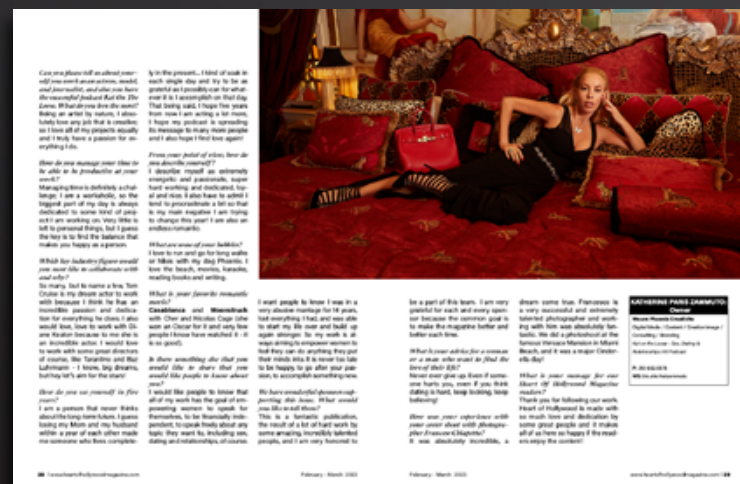 Can you please tell us about your-
self, you work as an actress, model,
and journalist, and also you have
the successful podcast Kat On The
Loose. What do you love the most?
Being an artist by nature, I abso-
lutely love any job that is creative;
so I love all of my projects equally
and I truly have a passion for ev-
erything I do.
How do you manage your time to
be able to be productive at your
work?
Managing time is definitely a chal-
lenge; I am a workaholic, so the
biggest part of my day is always
dedicated to some kind of proj-
ect I am working on. Very little is
left to personal things, but I guess
the key is to find the balance that
makes you happy as a person.
Which key industry figure would
you most like to collaborate with
and why?
So many, but to name a few, Tom
Cruise is my dream actor to work
with because I think he has an
incredible passion and dedica-
tion for everything he does; I also
would love, love to work with Di-
ane Keaton because to me she is
an incredible actor. I would love
to work with some great directors
of course, like Tarantino and Baz
Luhrmann - I know, big dreams,
but hey let's aim for the stars!
How do you see yourself in five
years?
I am a person that never thinks
about the long-term future. I guess
losing my Mom and my husband
within a year of each other made
me someone who lives complete-
ly in the present... I kind of soak in
each single day and try to be as
grateful as I possibly can for what-
ever it is I accomplish on that day.
That being said, I hope five years
from now I am acting a lot more,
I hope my podcast is spreading
its message to many more people
and I also hope I find love again!
From your point of view, how do
you describe yourself?
I describe myself as extremely
energetic and passionate, super
hard working and dedicated, loy-
al and nice. I also have to admit I
tend to procrastinate a bit so that
is my main negative I am trying
to change this year! I am also an
endless romantic.
What are some of your hobbies?
I love to run and go for long walks
or hikes with my dog Phoenix. I
love the beach, movies, karaoke,
reading books and writing.
What is your favorite romantic
movie?
Casablanca and Moonstruck
with Cher and Nicolas Cage (she
won an Oscar for it and very few
people I know have watched it - it
is so good).
Is there something else that you
would like to share that you
would like people to know about
you?
I would like people to know that
all of my work has the goal of em-
powering women to speak for
themselves, to be financially inde-
pendent, to speak freely about any
topic they want to, including sex,
dating and relationships, of course.
I want people to know I was in a
very abusive marriage for 14 years,
lost everything I had, and was able
to start my life over and build up
again stronger. So my work is al-
ways aiming to empower women to
feel they can do anything they put
their minds into. It is never too late
to be happy, to go after your pas-
sion, to accomplish something new.
We have wonderful sponsors sup-
porting this issue. What would
you like to tell them?
This is a fantastic publication,
the result of a lot of hard work by
some amazing, incredibly talented
people, and I am very honored to
be a part of this team. I am very
grateful for each and every spon-
sor because the common goal is
to make the magazine better and
better each time.
What is your advice for a woman
or a man who want to find the
love of their life?
Never ever give up. Even if some-
one hurts you, even if you think
dating is hard, keep looking, keep
believing!
How was your experience with
your cover shoot with photogra-
pher Francesco Chiapetta?
It was absolutely incredible, a
dream come true. Francesco is
a very successful and extremely
talented photographer and work-
ing with him was absolutely fan-
tastic. We did a photoshoot at the
famous Versace Mansion in Miami
Beach, and it was a major Cinder-
ella day!
What is your message for our
Heart Of Hollywood Magazine
readers?
Thank you for following our work.
Heart of Hollywood is made with
so much love and dedication by
some great people and it makes
all of us here so happy if the read-
ers enjoy the content!
KATHERINE PARIS ZAMMUTO:
Owner
28 | www.heartofhollywoodmagazine.com
February - March 2023
February - March 2023
www.heartofhollywoodmagazine.com | 29